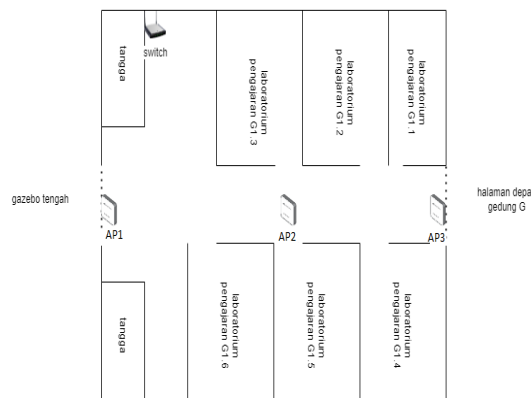 switch
tangga
laboratorium
pengajaran G1.3
laboratorium
pengajaran G1.2
laboratorium
pengajaran G1.1
gazebo tengah
halaman depa
gedung G
AP1
AP2
AP3
tangga
laboratorium
pengajaran G1.6
laboratorium
pengajaran G1.5
laboratorium
pengajaran G1.4